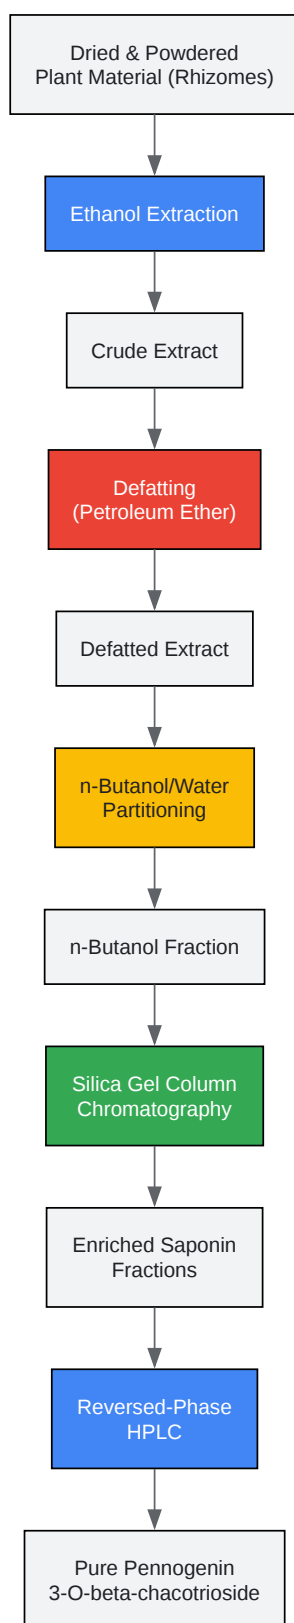 Dried & Powdered
Plant Material (Rhizomes)
Ethanol Extraction
Crude Extract
Defatting
(Petroleum Ether)
Defatted Extract
n-Butanol/Water
Partitioning
n-Butanol Fraction
Silica Gel Column
Chromatography
Enriched Saponin
Fractions
Reversed-Phase
HPLC
Pure Pennogenin
3-O-beta-chacotrioside